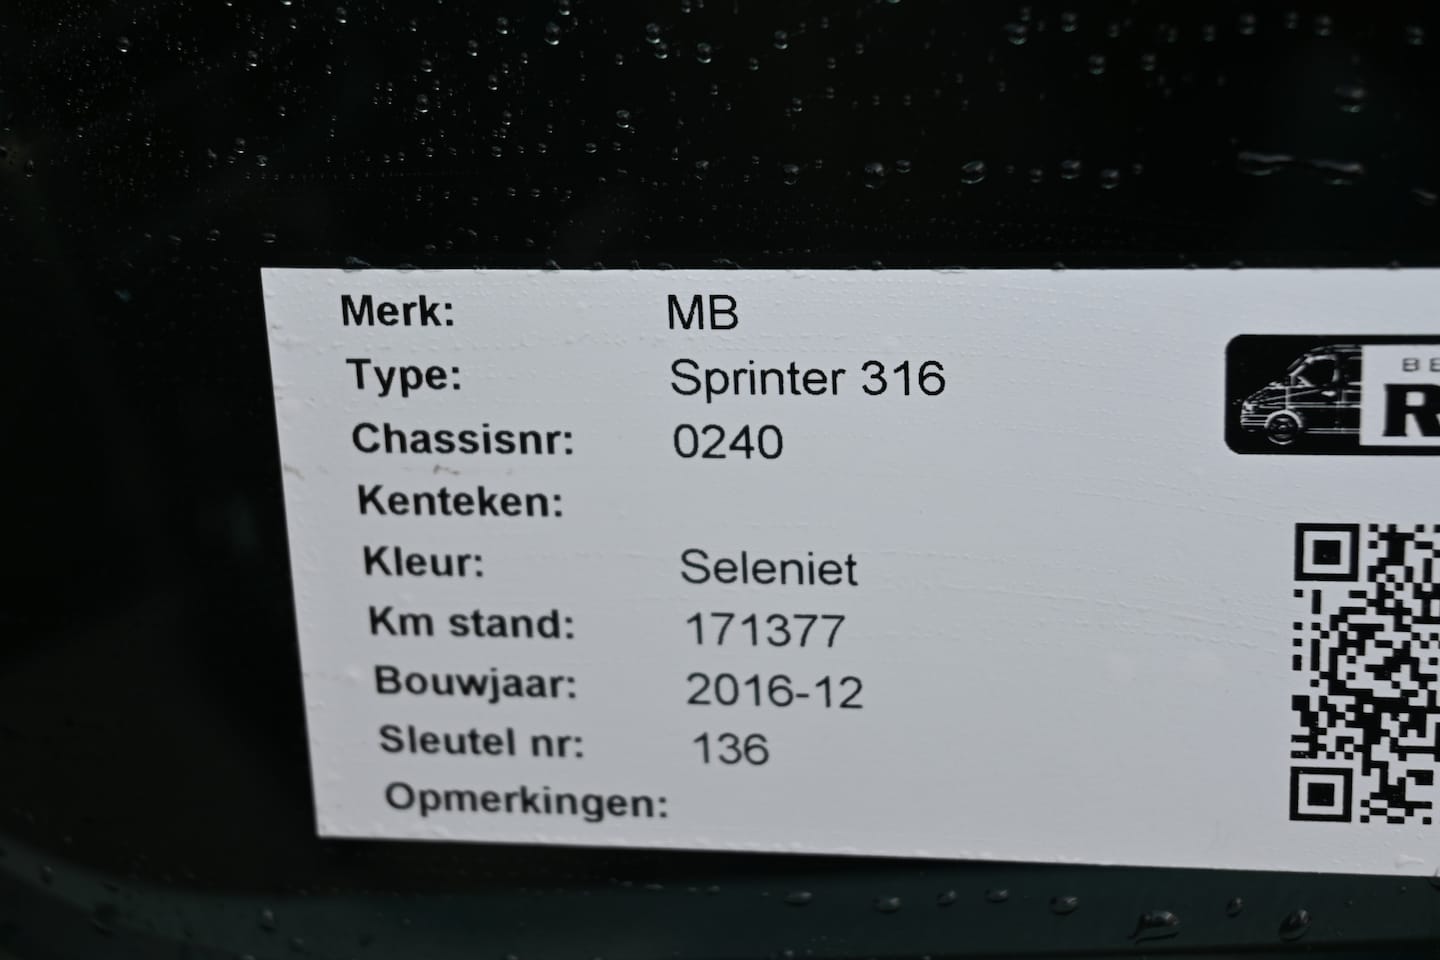 Merk: MB
Type: Sprinter 316
Chassisnr: 0240
Kenteken:
Kleur: Seleniet
Km stand: 171377
Bouwjaar: 2016-12
Sleutel nr: 136
Opmerkingen: